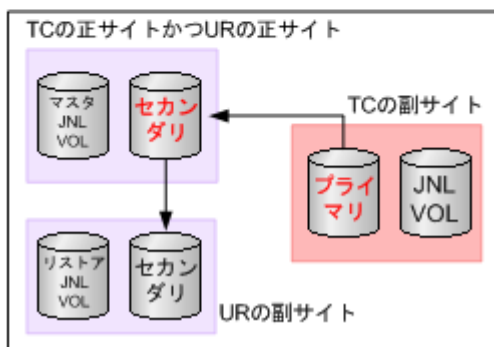 TCの正サイトかつURの正サイト
マスタ
JNL
VOL
セカン
ダリ
TCの副サイト
プライ
マリ
JNL
VOL
リストア
JNL
VOL
セカン
ダリ
URの副サイト